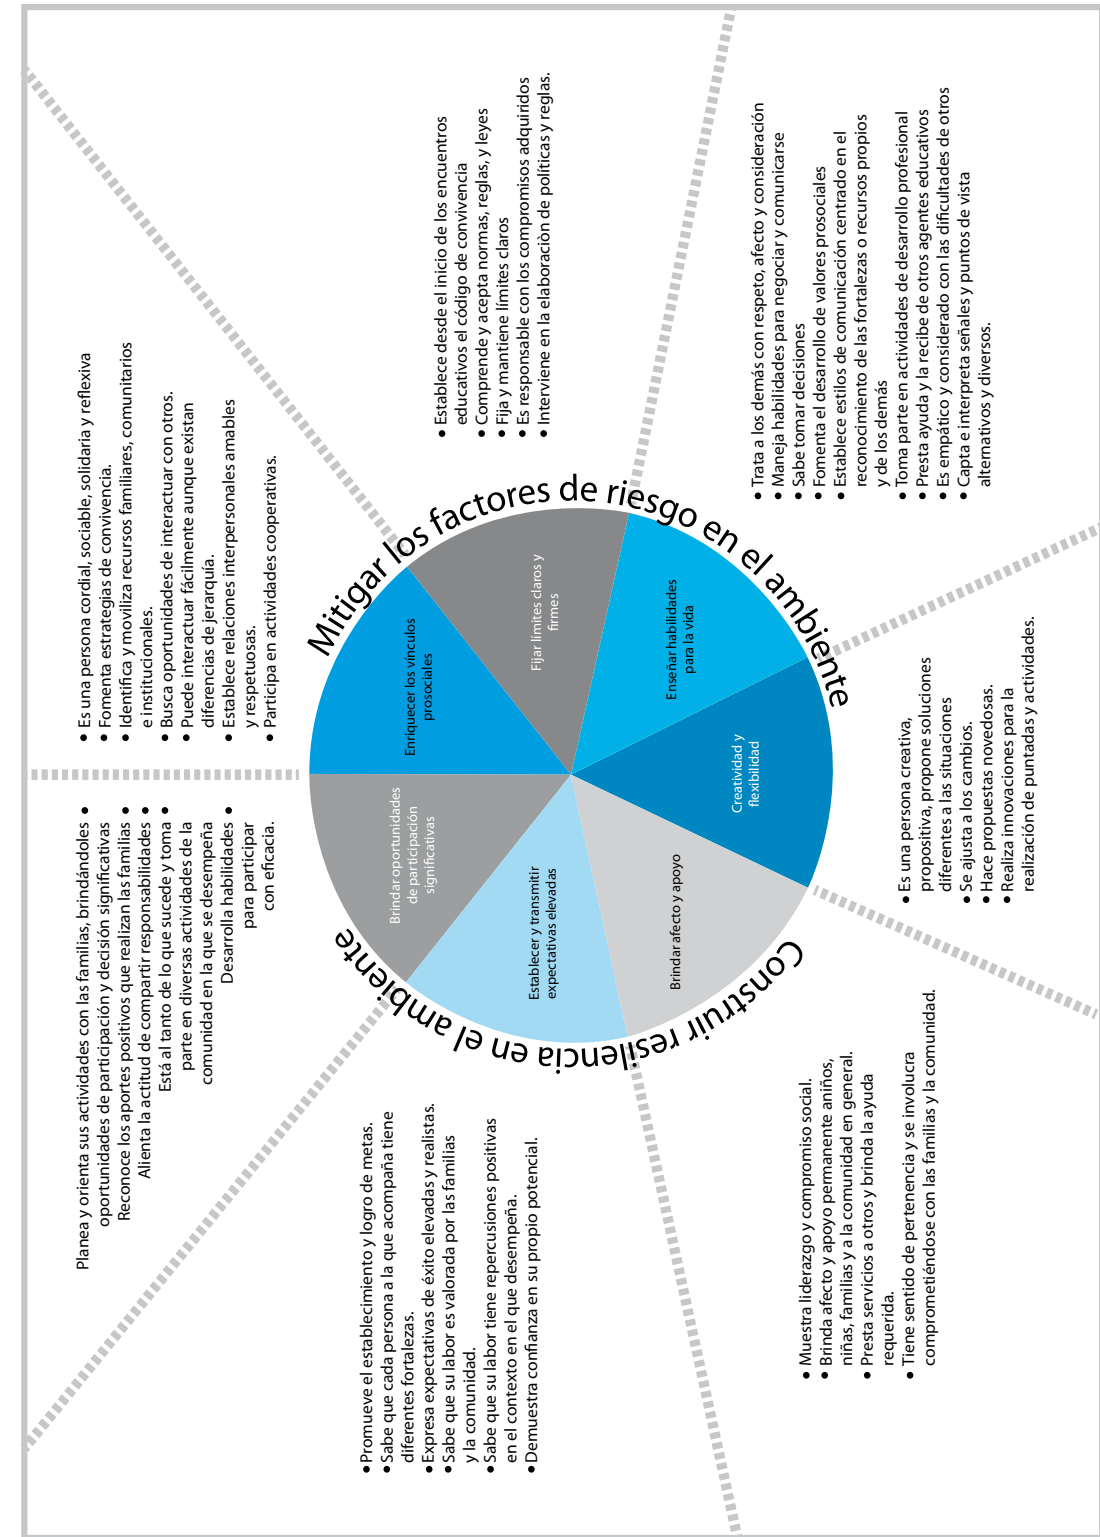 Planea y orienta sus actividades con las familias, brindándoles •
oportunidades de participación y decisión significativas
Reconoce los aportes positivos que realizan las familias •
Alienta la actitud de compartir responsabilidades •
Está al tanto de lo que sucede y toma •
parte en diversas actividades de la
comunidad en la que se desempeña
Desarrolla habilidades •
para participar
con eficacia.
• Es una persona cordial, sociable, solidaria y reflexiva
• Fomenta estrategias de convivencia.
• Identifica y moviliza recursos familiares, comunitarios
e institucionales.
• Busca oportunidades de interactuar con otros.
• Puede interactuar fácilmente aunque existan
diferencias de jerarquía.
• Establece relaciones interpersonales amables
y respetuosas.
• Participa en actividades cooperativas.
• Promueve el establecimiento y logro de metas.
• Sabe que cada persona a la que acompaña tiene
diferentes fortalezas.
• Expresa expectativas de éxito elevadas y realistas.
• Sabe que su labor es valorada por las familias
y la comunidad.
• Sabe que su labor tiene repercusiones positivas
en el contexto en el que desempeña.
• Demuestra confianza en su propio potencial.
Construir resilencia en el ambiente
Mitigar los factores de riesgo en el ambiente
Brindar oportunidades
de participación
significativas
Enriquecer los vínculos
prosociales
Establecer y transmitir
expectativas elevadas
Fijar límites claros y
firmes
Brindar afecto y apoyo
Enseñar habilidades
para la vida
Creatividad y
flexibilidad
• Establece desde el inicio de los encuentros
educativos el código de convivencia
• Comprende y acepta normas, reglas, y leyes
• Fija y mantiene límites claros
• Es responsable con los compromisos adquiridos
• Interviene en la elaboraciòn de políticas y reglas.
• Muestra liderazgo y compromiso social.
• Brinda afecto y apoyo permanente aniños,
niñas, familias y a la comunidad en general.
• Presta servicios a otros y brinda la ayuda
requerida.
• Tiene sentido de pertenencia y se involucra
comprometiéndose con las familias y la comunidad.
• Es una persona creativa,
propositiva, propone soluciones
diferentes a las situaciones
• Se ajusta a los cambios.
• Hace propuestas novedosas.
• Realiza innovaciones para la
realización de puntadas y actividades.
• Trata a los demás con respeto, afecto y consideración
• Maneja habilidades para negociar y comunicarse
• Sabe tomar decisiones
• Fomenta el desarrollo de valores prosociales
• Establece estilos de comunicación centrado en el
reconocimiento de las fortalezas o recursos propios
y de los demás
• Toma parte en actividades de desarrollo profesional
• Presta ayuda y la recibe de otros agentes educativos
• Es empático y considerado con las dificultades de otros
• Capta e interpreta señales y puntos de vista
alternativos y diversos.